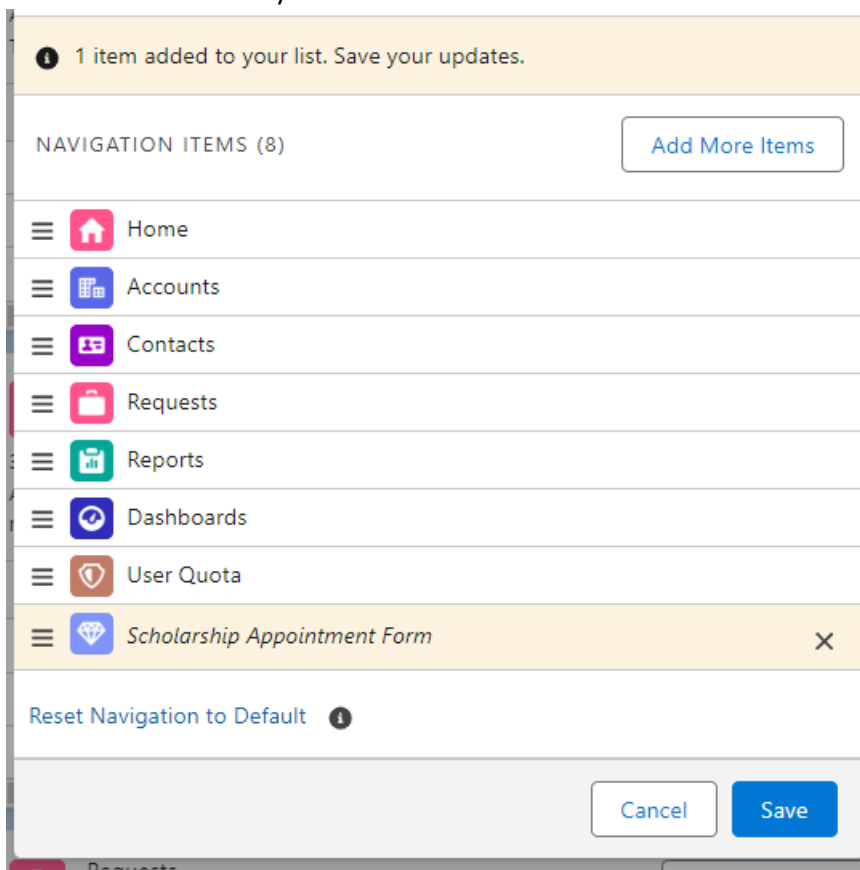 1 item added to your list. Save your updates.
NAVIGATION ITEMS (8)
Add More Items
Home
Accounts
Contacts
Requests
Reports
Dashboards
User Quota
Scholarship Appointment Form
Reset Navigation to Default
Cancel
Save
Requests